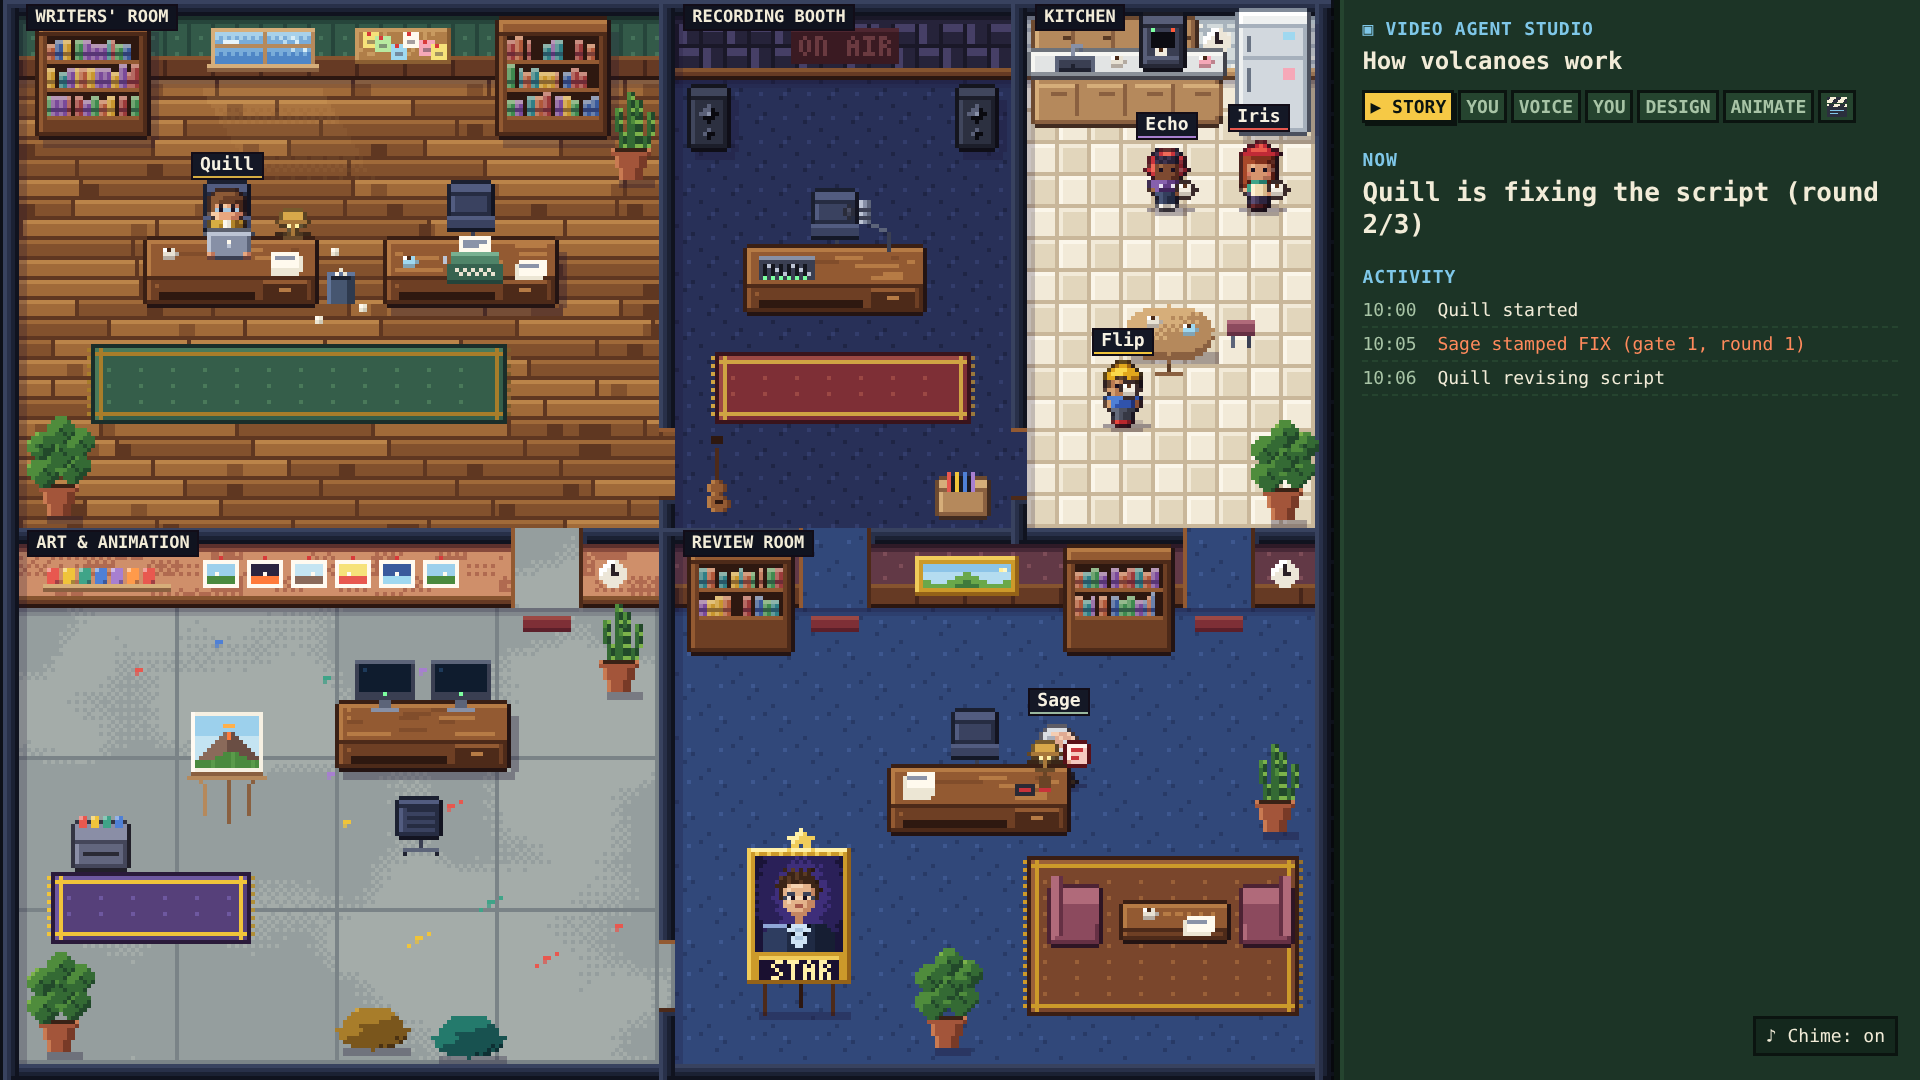 WRITERS' ROOM
RECORDING BOOTH
KITCHEN
ON AIR
Echo
Iris
Quill
Flip
ART & ANIMATION
REVIEW ROOM
Sage
STAR
▣ VIDEO AGENT STUDIO
How volcanoes work
▶ STORY YOU VOICE YOU DESIGN ANIMATE 🎬
NOW
Quill is fixing the script (round
2/3)
ACTIVITY
10:00 Quill started
10:05 Sage stamped FIX (gate 1, round 1)
10:06 Quill revising script
♪ Chime: on